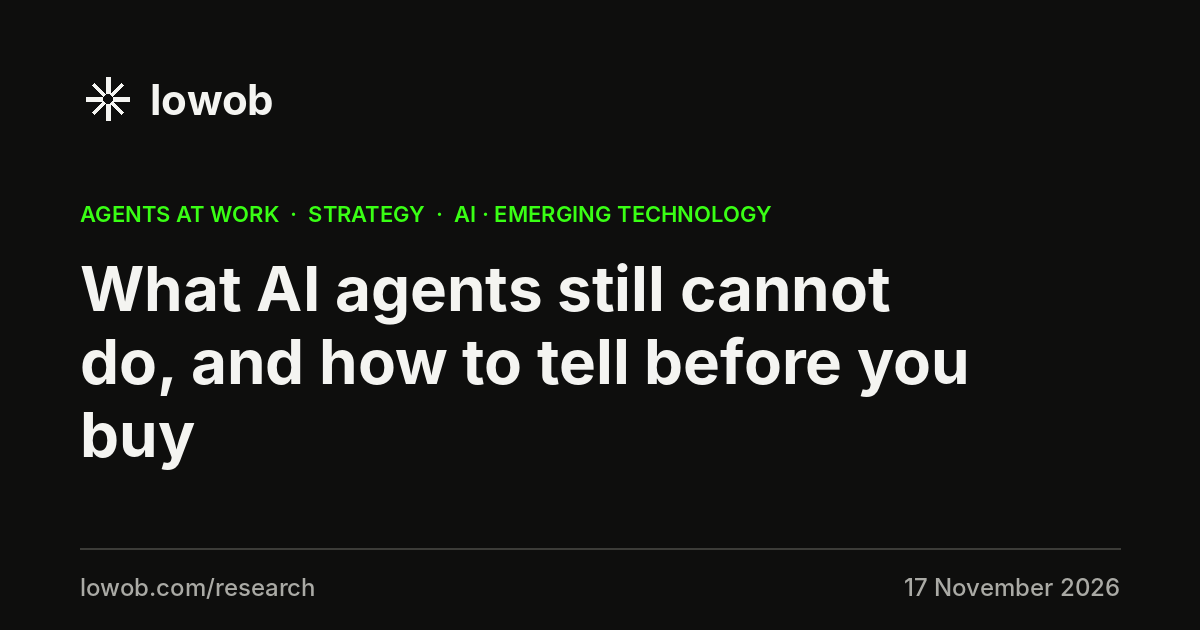 lowob
AGENTS AT WORK · STRATEGY · AI · EMERGING TECHNOLOGY
What AI agents still cannot
do, and how to tell before you
buy
lowob.com/research
17 November 2026